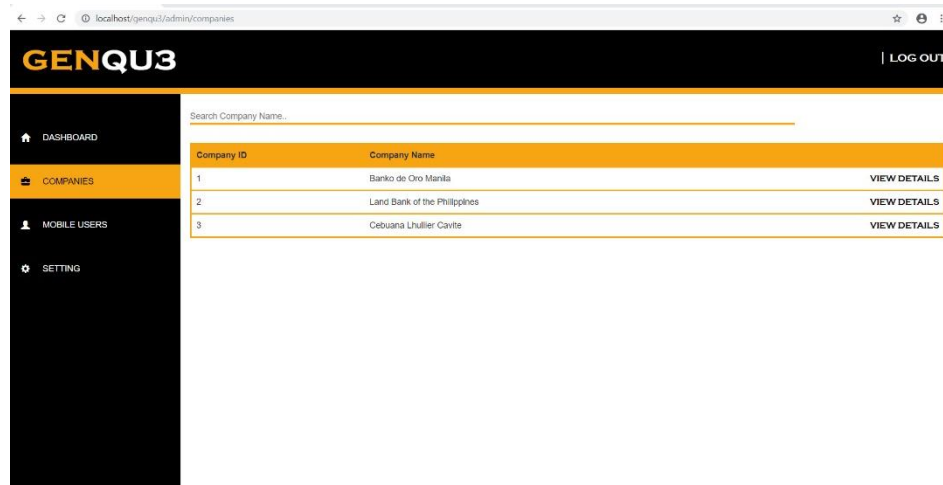 localhost/genqu3/admin/companies
GENQU3
| LOG OUT
Search Company Name..
DASHBOARD
COMPANIES
MOBILE USERS
SETTING
Company ID Company Name
1 Banko de Oro Manila VIEW DETAILS
2 Land Bank of the Philippines VIEW DETAILS
3 Cebuana Lhullier Cavite VIEW DETAILS